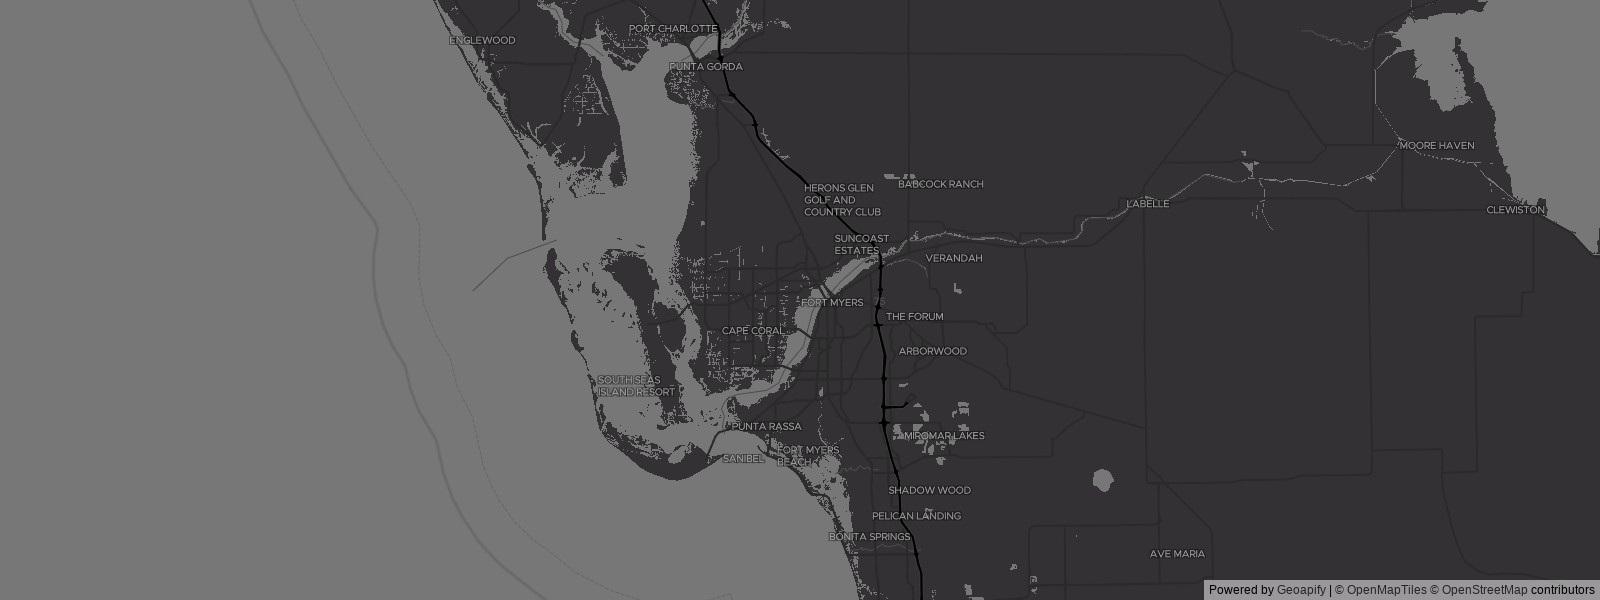 PORT CHARLOTTE
ENGLEWOOD
PUNTA GORDA
MOORE HAVEN
BABCOCK RANCH
HERONS GLEN
GOLF AND
COUNTRY CLUB
LABELLE
CLEWISTON
SUNCOAST
ESTATES
VERANDAH
FORT MYERS
75
THE FORUM
CAPE CORAL
ARBORWOOD
SOUTH SEAS
ISLAND RESORT
PUNTA RASSA
MIROMAR LAKES
FORT MYERS
BEACH
SANIBEL
SHADOW WOOD
PELICAN LANDING
BONITA SPRINGS
AVE MARIA
Powered by Geoapify | © OpenMapTiles © OpenStreetMap contributors